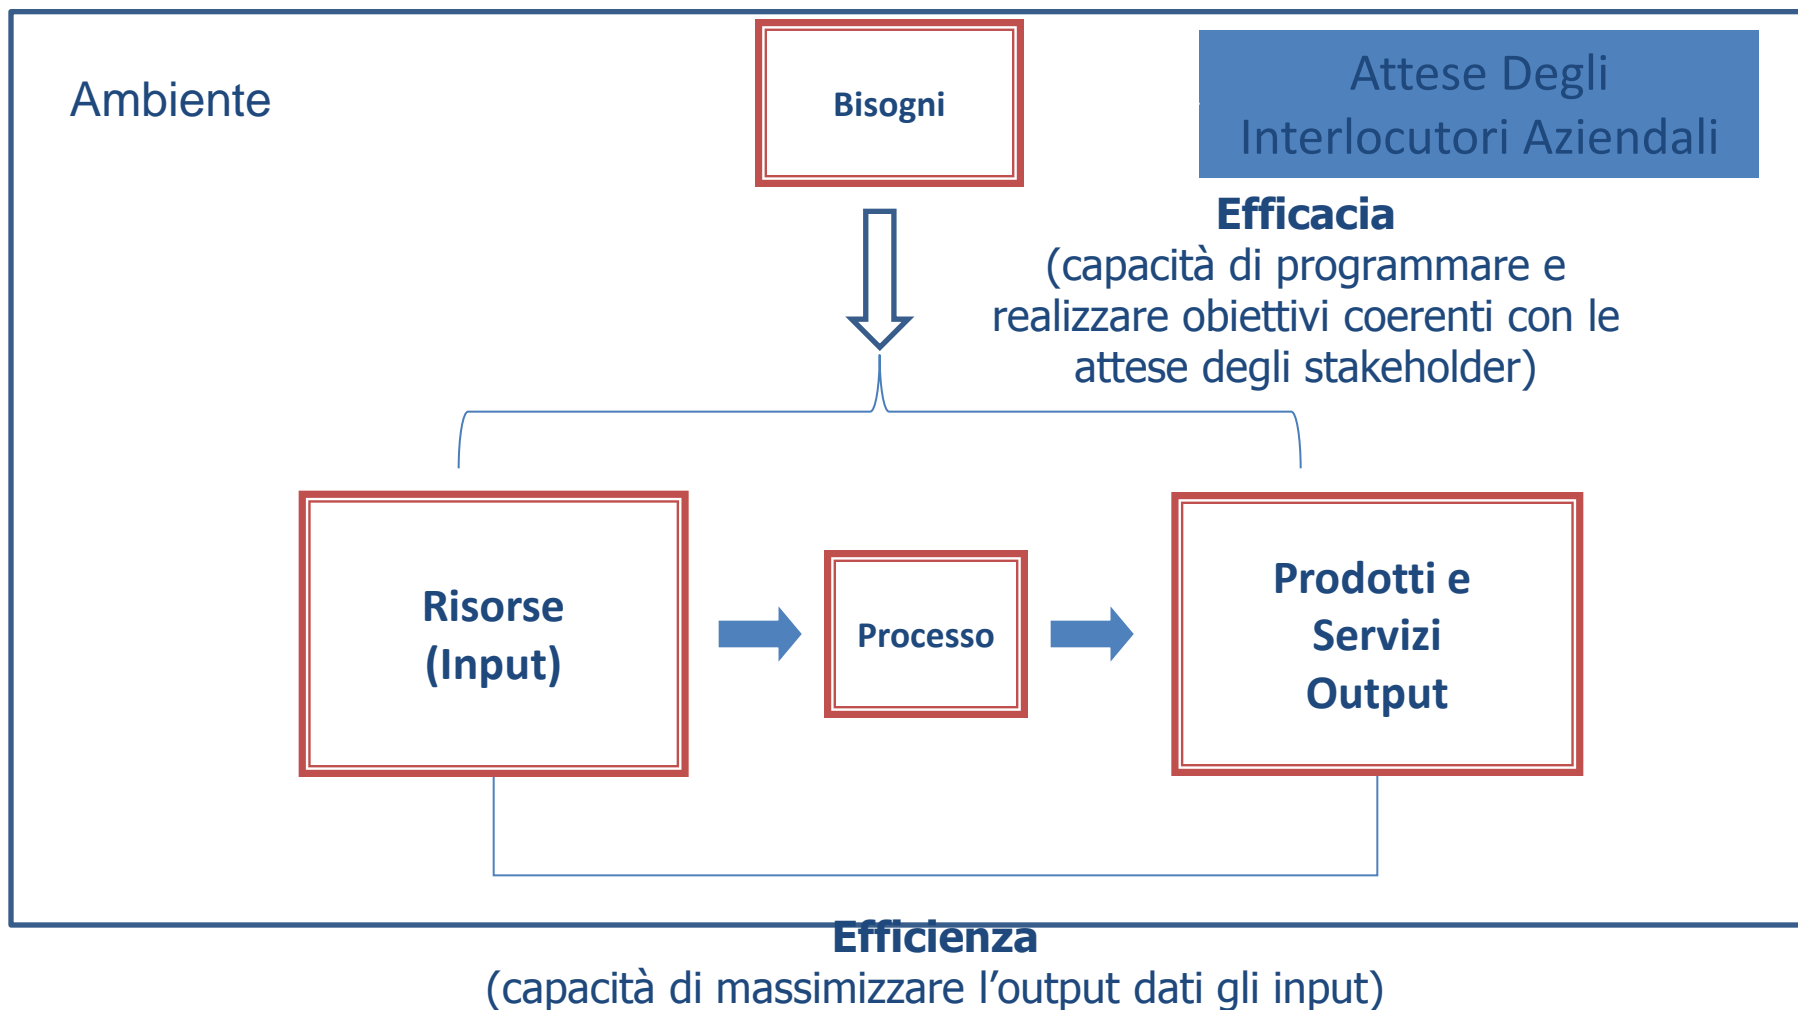 Ambiente
Bisogni
Attese Degli
Interlocutori Aziendali
Efficacia
(capacità di programmare e
realizzare obiettivi coerenti con le
attese degli stakeholder)
Risorse
(Input)
Processo
Prodotti e
Servizi
Output
Efficienza
(capacità di massimizzare l’output dati gli input)